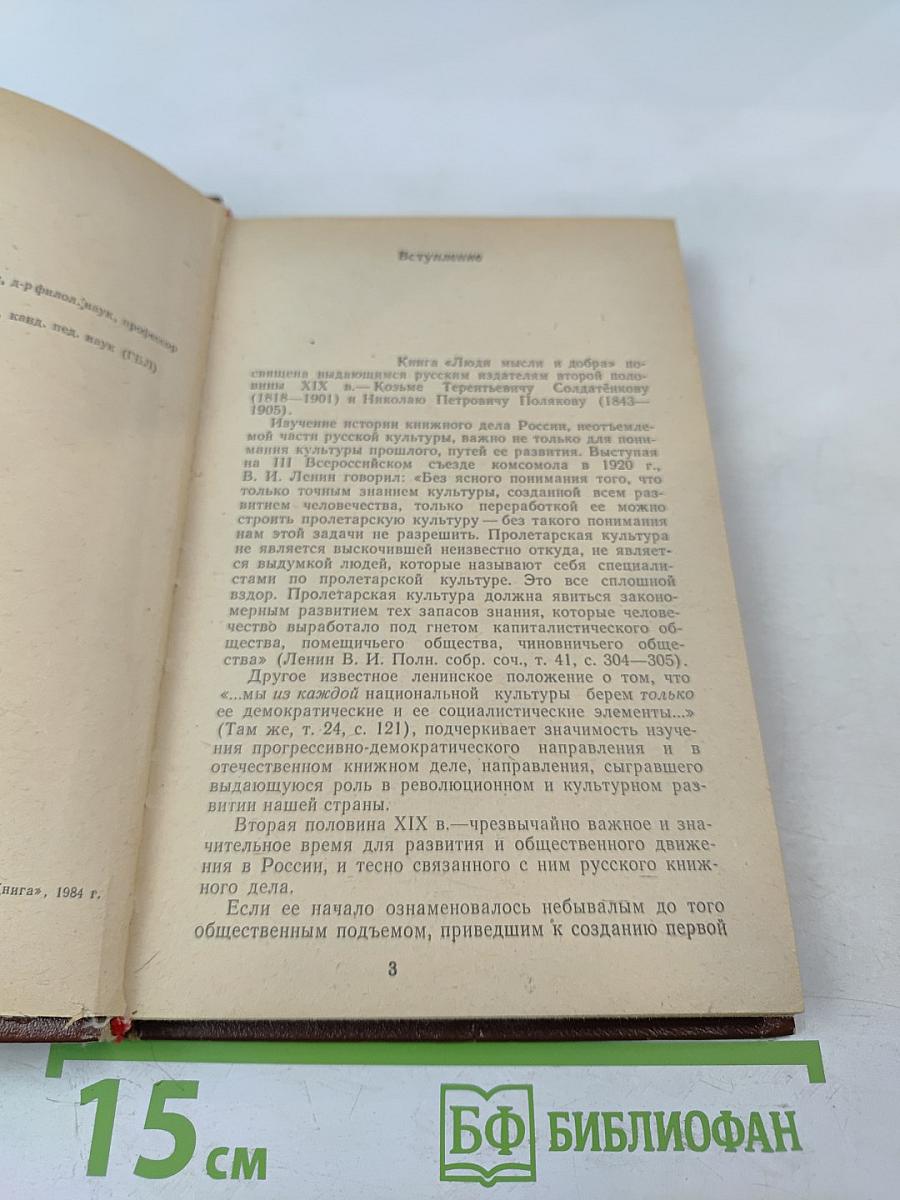 д-р филол. наук, профессор
канд. пед. наук (ГБЛ)
нига», 1984 г.
Вступление
Книга «Люди мысли и добра» по-
священа выдающимся русским издателям второй поло-
вины XIX в.— Козьме Терентьевичу Солдатёнкову
(1818—1901) и Николаю Петровичу Полякову (1843—
1905).
Изучение истории книжного дела России, неотъемле-
мой части русской культуры, важно не только для пони-
мания культуры прошлого, путей ее развития. Выступая
на III Всероссийском съезде комсомола в 1920 г.,
В. И. Ленин говорил: «Без ясного понимания того, что
только точным знанием культуры, созданной всем раз-
витием человечества, только переработкой ее можно
строить пролетарскую культуру — без такого понимания
нам этой задачи не разрешить. Пролетарская культура
не является выскочившей неизвестно откуда, не являет-
ся выдумкой людей, которые называют себя специали-
стами по пролетарской культуре. Это все сплошной
вздор. Пролетарская культура должна явиться законо-
мерным развитием тех запасов знания, которые челове-
чество выработало под гнетом капиталистического об-
щества, помещичьего общества, чиновничьего обще-
ства» (Ленин В. И. Полн. собр. соч., т. 41, с. 304—305).
Другое известное ленинское положение о том, что
«...мы из каждой национальной культуры берем только
ее демократические и ее социалистические элементы...»
(Там же, т. 24, с. 121), подчеркивает значимость изуче-
ния прогрессивно-демократического направления и в
отечественном книжном деле, направления, сыгравшего
выдающуюся роль в революционном и культурном раз-
витии нашей страны.
Вторая половина XIX в.—чрезвычайно важное и зна-
чительное время для развития и общественного движе-
ния в России, и тесно связанного с ним русского книж-
ного дела.
Если ее начало ознаменовалось небывалым до того
общественным подъемом, приведшим к созданию первой
3
15 см
БФ БИБЛИОФАН